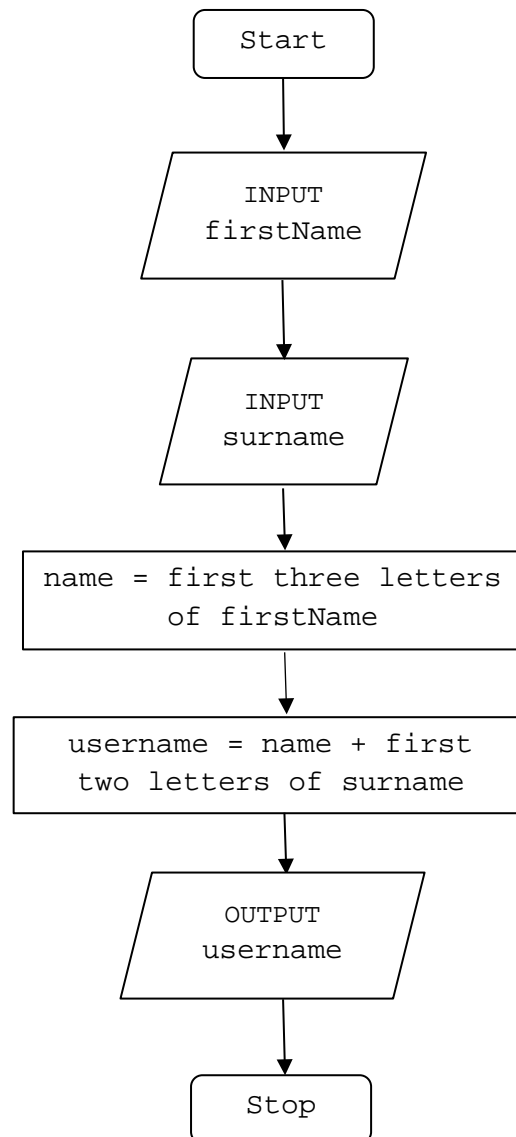 Start
INPUT
firstName
INPUT
surname
name = first three letters
of firstName
username = name + first
two letters of surname
OUTPUT
username
Stop